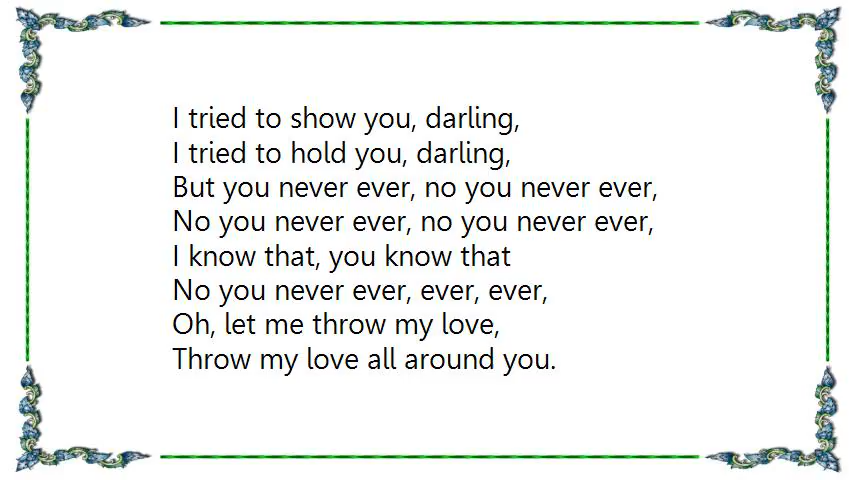 I tried to show you, darling,
I tried to hold you, darling,
But you never ever, no you never ever,
No you never ever, no you never ever,
I know that, you know that
No you never ever, ever, ever,
Oh, let me throw my love,
Throw my love all around you.